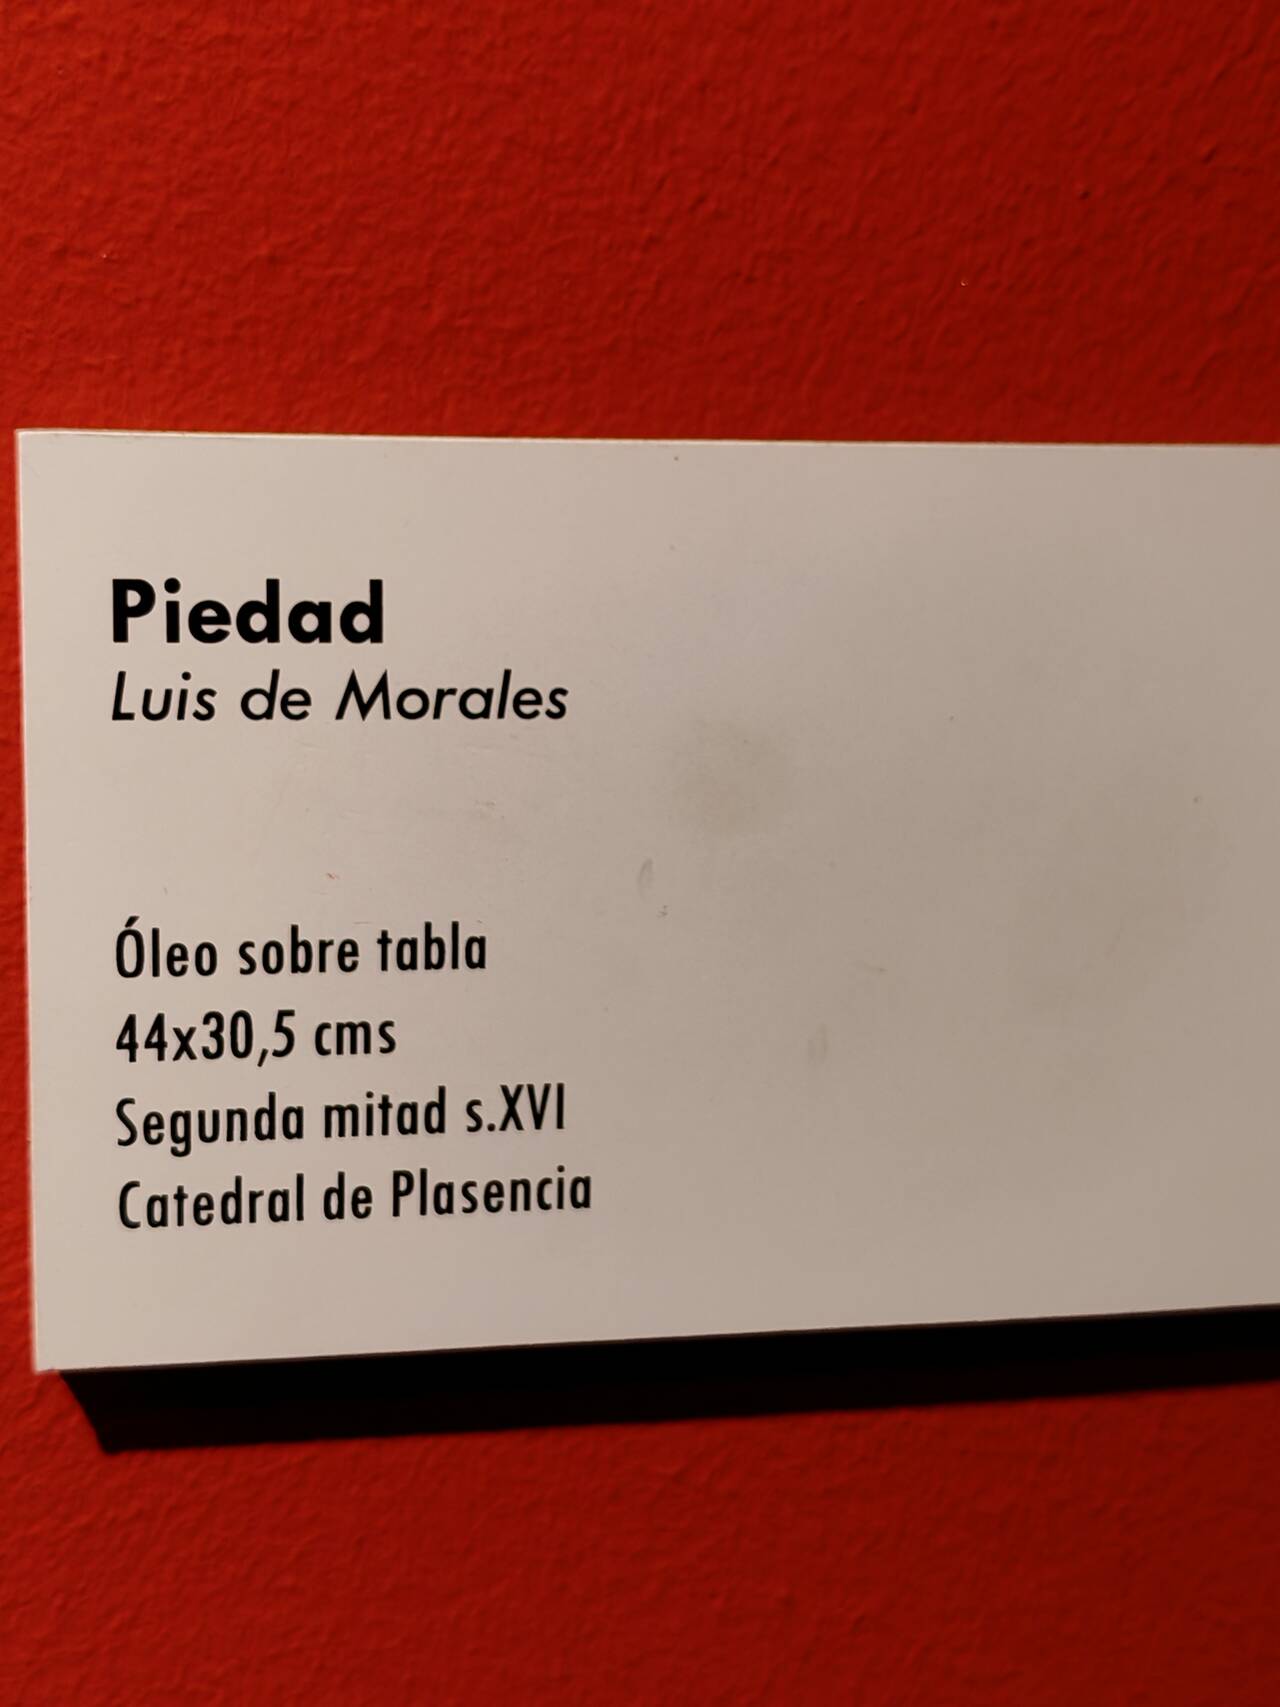 Piedad
Luis de Morales
Óleo sobre tabla
44x30,5 cms
Segunda mitad s.XVI
Catedral de Plasencia